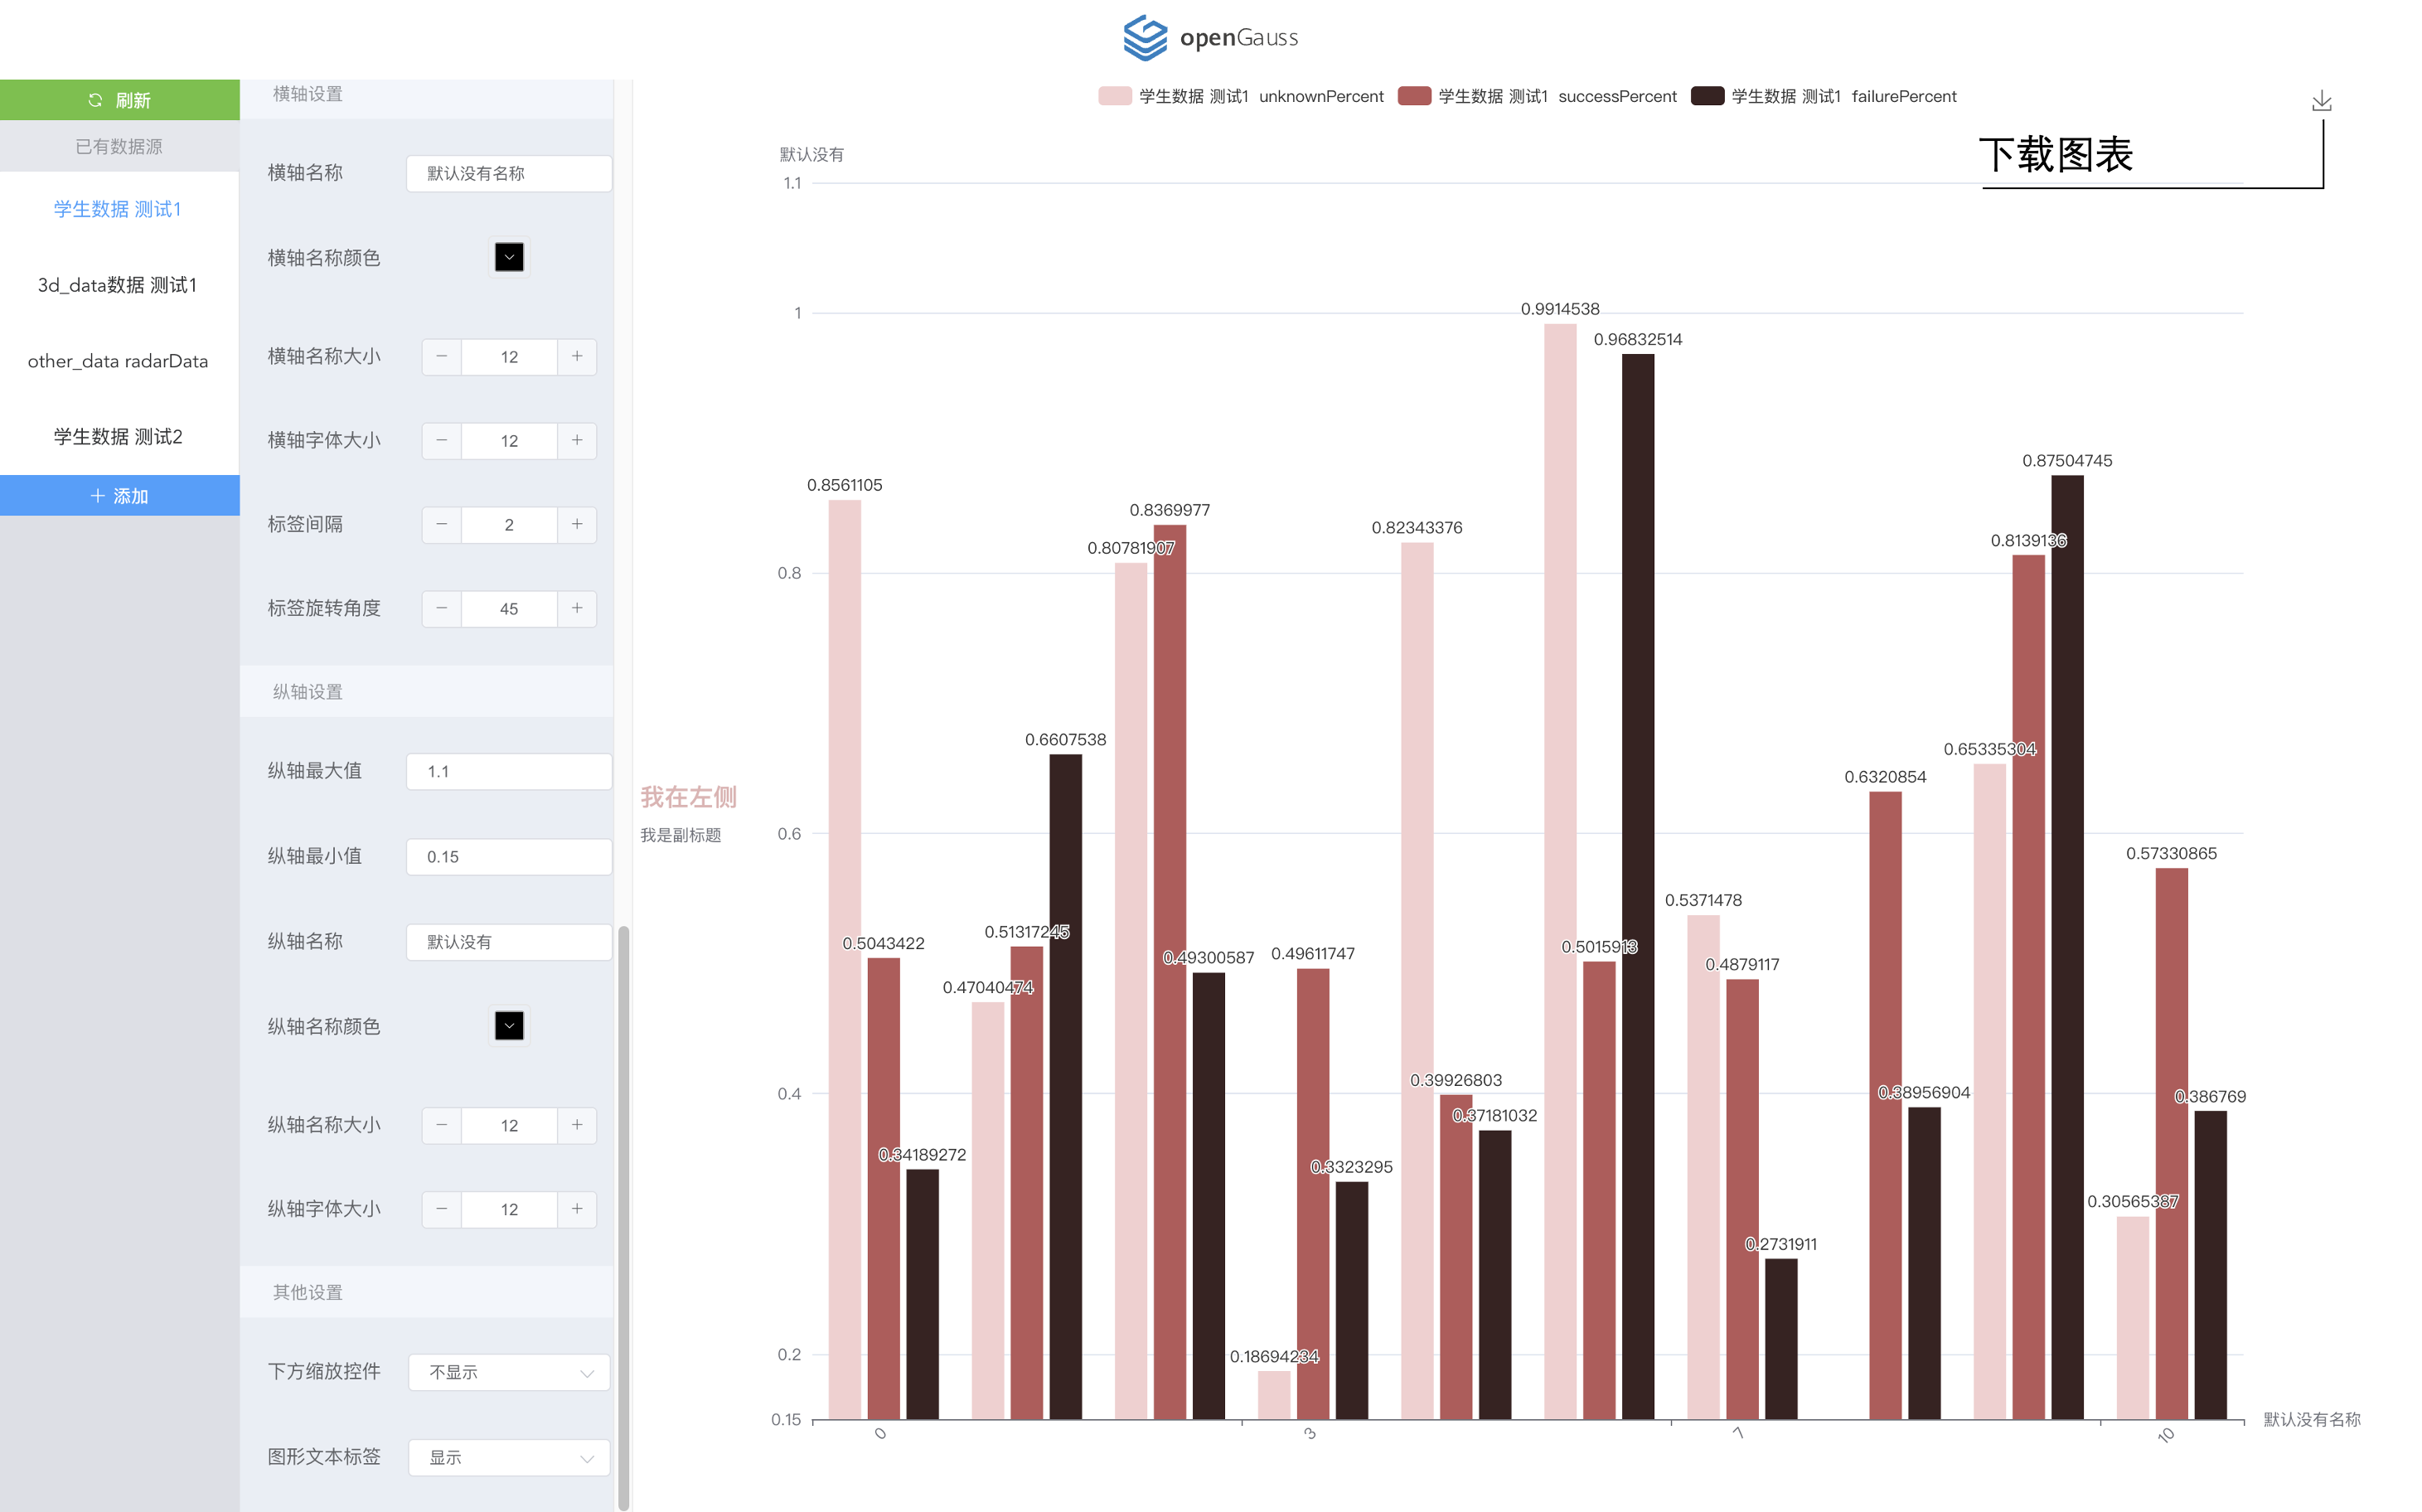 openGauss
刷新
已有数据源
学生数据 测试1
3d_data数据 测试1
other_data radarData
学生数据 测试2
添加
横轴设置
横轴名称 默认没有名称
横轴名称颜色
横轴名称大小 − 12 +
横轴字体大小 − 12 +
标签间隔 − 2 +
标签旋转角度 − 45 +
纵轴设置
纵轴最大值 1.1
纵轴最小值 0.15
纵轴名称 默认没有
纵轴名称颜色
纵轴名称大小 − 12 +
纵轴字体大小 − 12 +
其他设置
下方缩放控件 不显示
图形文本标签 显示
学生数据 测试1 unknownPercent 学生数据 测试1 successPercent 学生数据 测试1 failurePercent
下载图表
我在左侧
我是副标题
默认没有
1.1
1
0.8
0.6
0.4
0.2
0.15
0.8561105
0.5043422
0.34189272
0.47040474
0.51317245
0.6607538
0.80781907
0.8369977
0.49300587
0.18694234
0.49611747
0.3323295
0.82343376
0.39926803
0.37181032
0.9914538
0.5015913
0.96832514
0.5371478
0.4879117
0.2731911
0.6320854
0.38956904
0.65335304
0.8139136
0.87504745
0.30565387
0.57330865
0.386769
0 3 7 10
默认没有名称